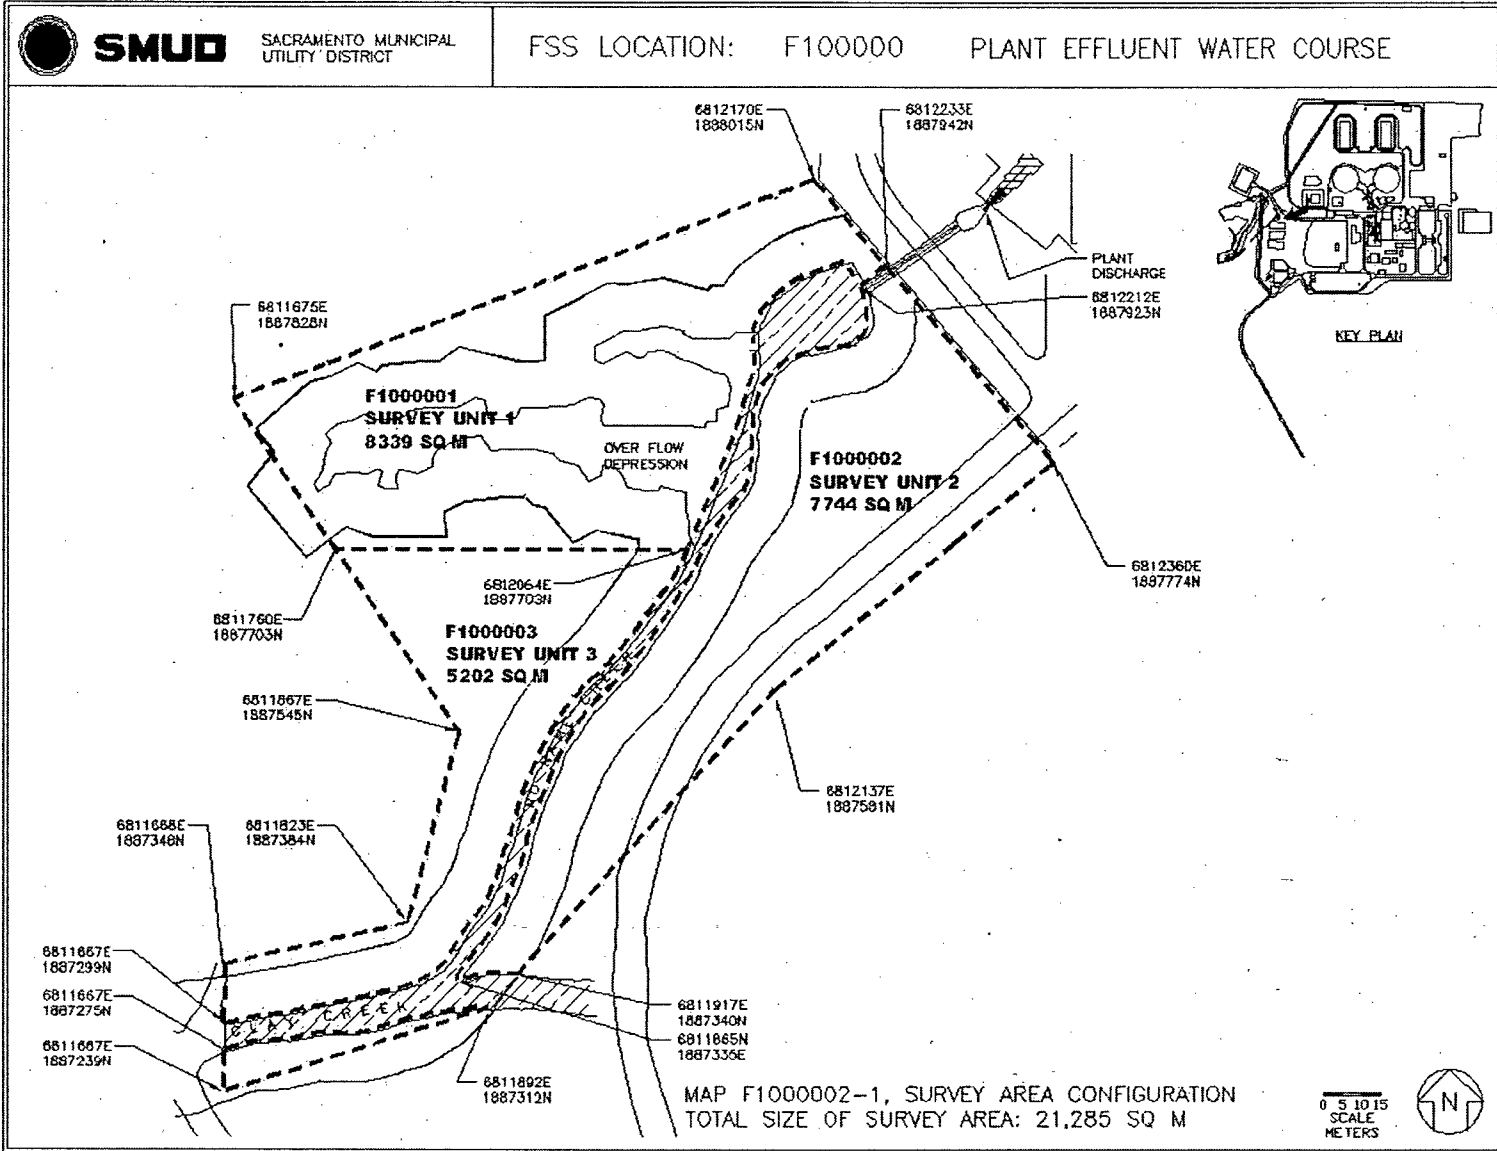 SMUD
SACRAMENTO MUNICIPAL
UTILITY DISTRICT
FSS LOCATION: F100000 PLANT EFFLUENT WATER COURSE
6812170E
1888015N
6812233E
1887942N
PLANT
DISCHARGE
6812212E
1887923N
KEY PLAN
6811675E
1887828N
F1000001
SURVEY UNIT 1
8339 SQ M
OVER FLOW
DEPRESSION
F1000002
SURVEY UNIT 2
7744 SQ M
6812360E
1887774N
6812064E
1887703N
6811760E
1887703N
F1000003
SURVEY UNIT 3
5202 SQ M
6811867E
1887545N
6812137E
1887581N
6811668E
1887348N
6811823E
1887384N
6811667E
1887299N
6811667E
1887275N
6811667E
1887239N
CLAY CREEK
6811917E
1887340N
6811865N
1887335E
6811892E
1887312N
MAP F1000002-1, SURVEY AREA CONFIGURATION
TOTAL SIZE OF SURVEY AREA: 21,285 SQ M
0 5 10 15
SCALE
METERS
N